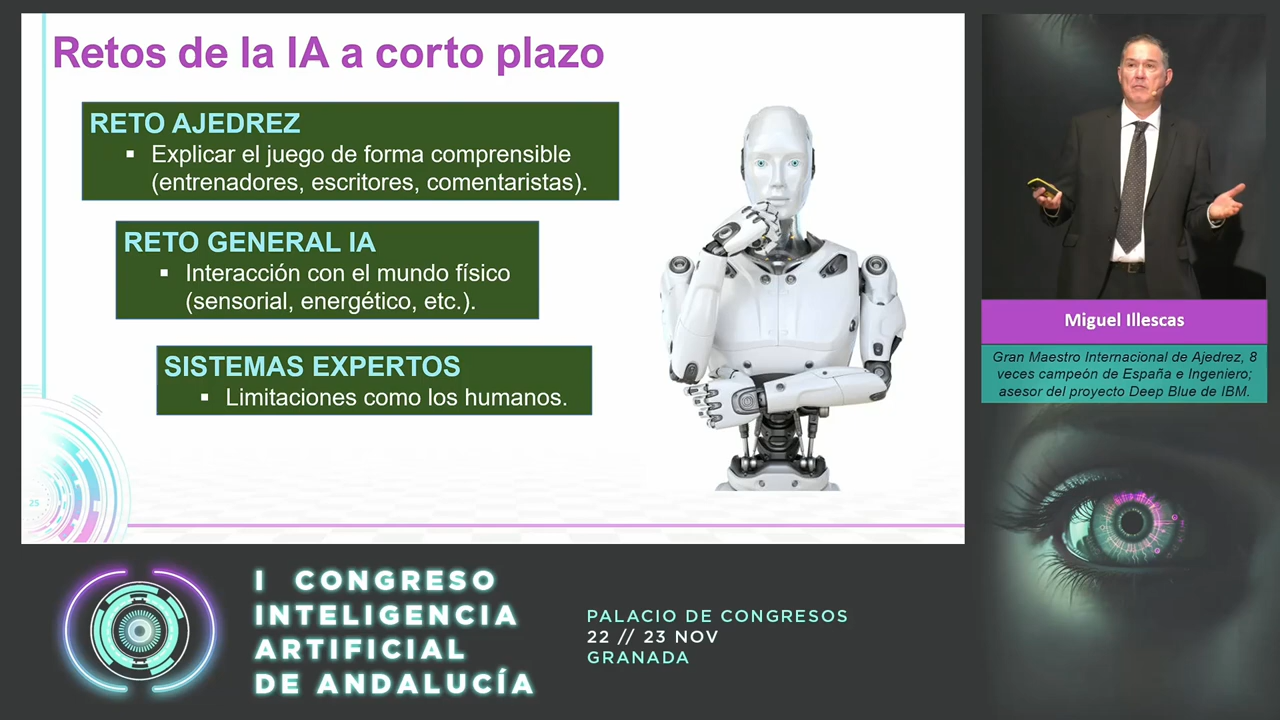 Retos de la IA a corto plazo
RETO AJEDREZ
▪ Explicar el juego de forma comprensible
(entrenadores, escritores, comentaristas).
RETO GENERAL IA
▪ Interacción con el mundo físico
(sensorial, energético, etc.).
SISTEMAS EXPERTOS
▪ Limitaciones como los humanos.
25
Miguel Illescas
Gran Maestro Internacional de Ajedrez, 8
veces campeón de España e Ingeniero;
asesor del proyecto Deep Blue de IBM.
I CONGRESO
INTELIGENCIA
ARTIFICIAL
DE ANDALUCÍA
PALACIO DE CONGRESOS
22 // 23 NOV
GRANADA